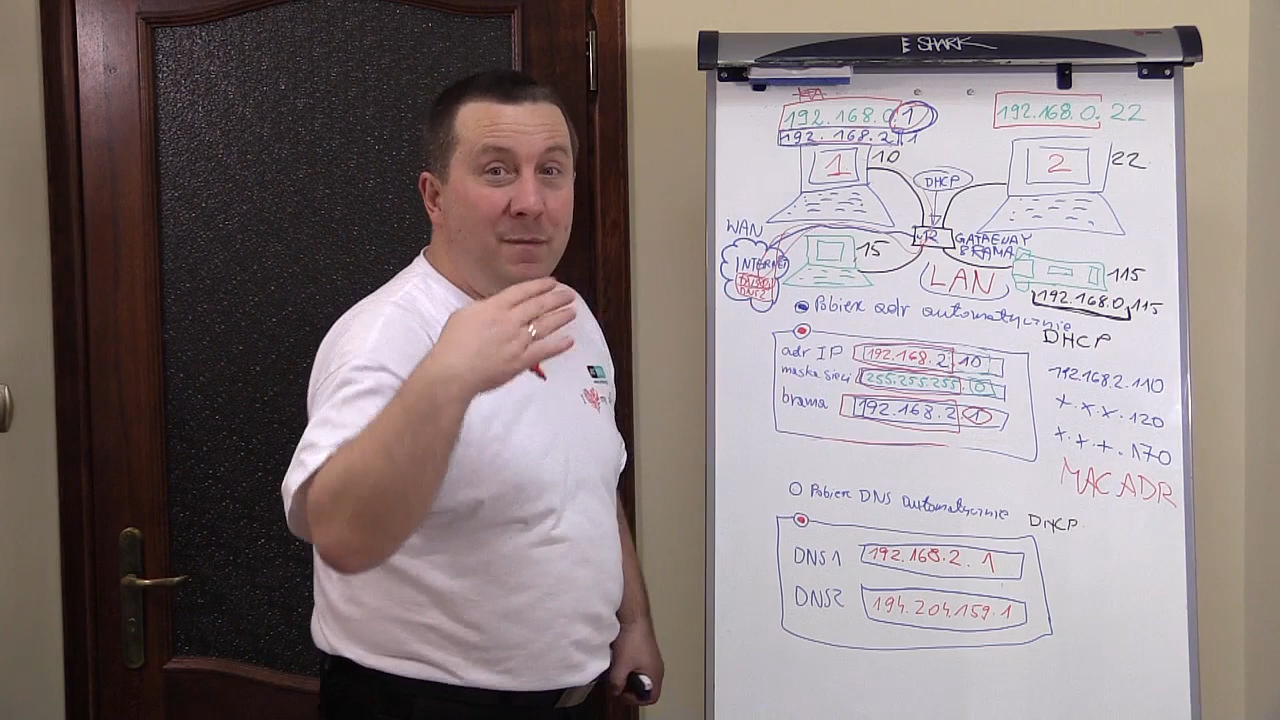 E SHARK
192.168.0.1
192.168.2.1
192.168.0.22
1
10
2
22
DHCP
WAN
R
GATAEWAY
BRAMA
INTERNET
DNS1
DNS2
15
LAN
115
192.168.0.115
Pobierz adr automatycznie
DHCP
adr IP 192.168.2.10
maska sieci 255.255.255.0
brama 192.168.2.1
192.168.2.110
x.x.x.120
x.x.x.170
MAC ADR
Pobierz DNS automatycznie
DHCP
DNS1 192.168.2.1
DNS2 194.204.159.1